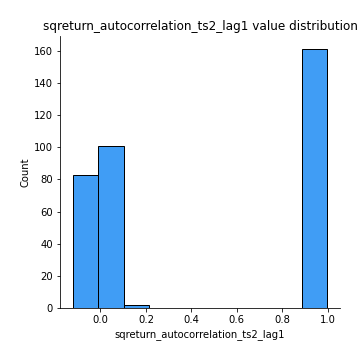 sqreturn_autocorrelation_ts2_lag1 value distribution
160
140
120
100
80
60
40
20
0
Count
0.0 0.2 0.4 0.6 0.8 1.0
sqreturn_autocorrelation_ts2_lag1